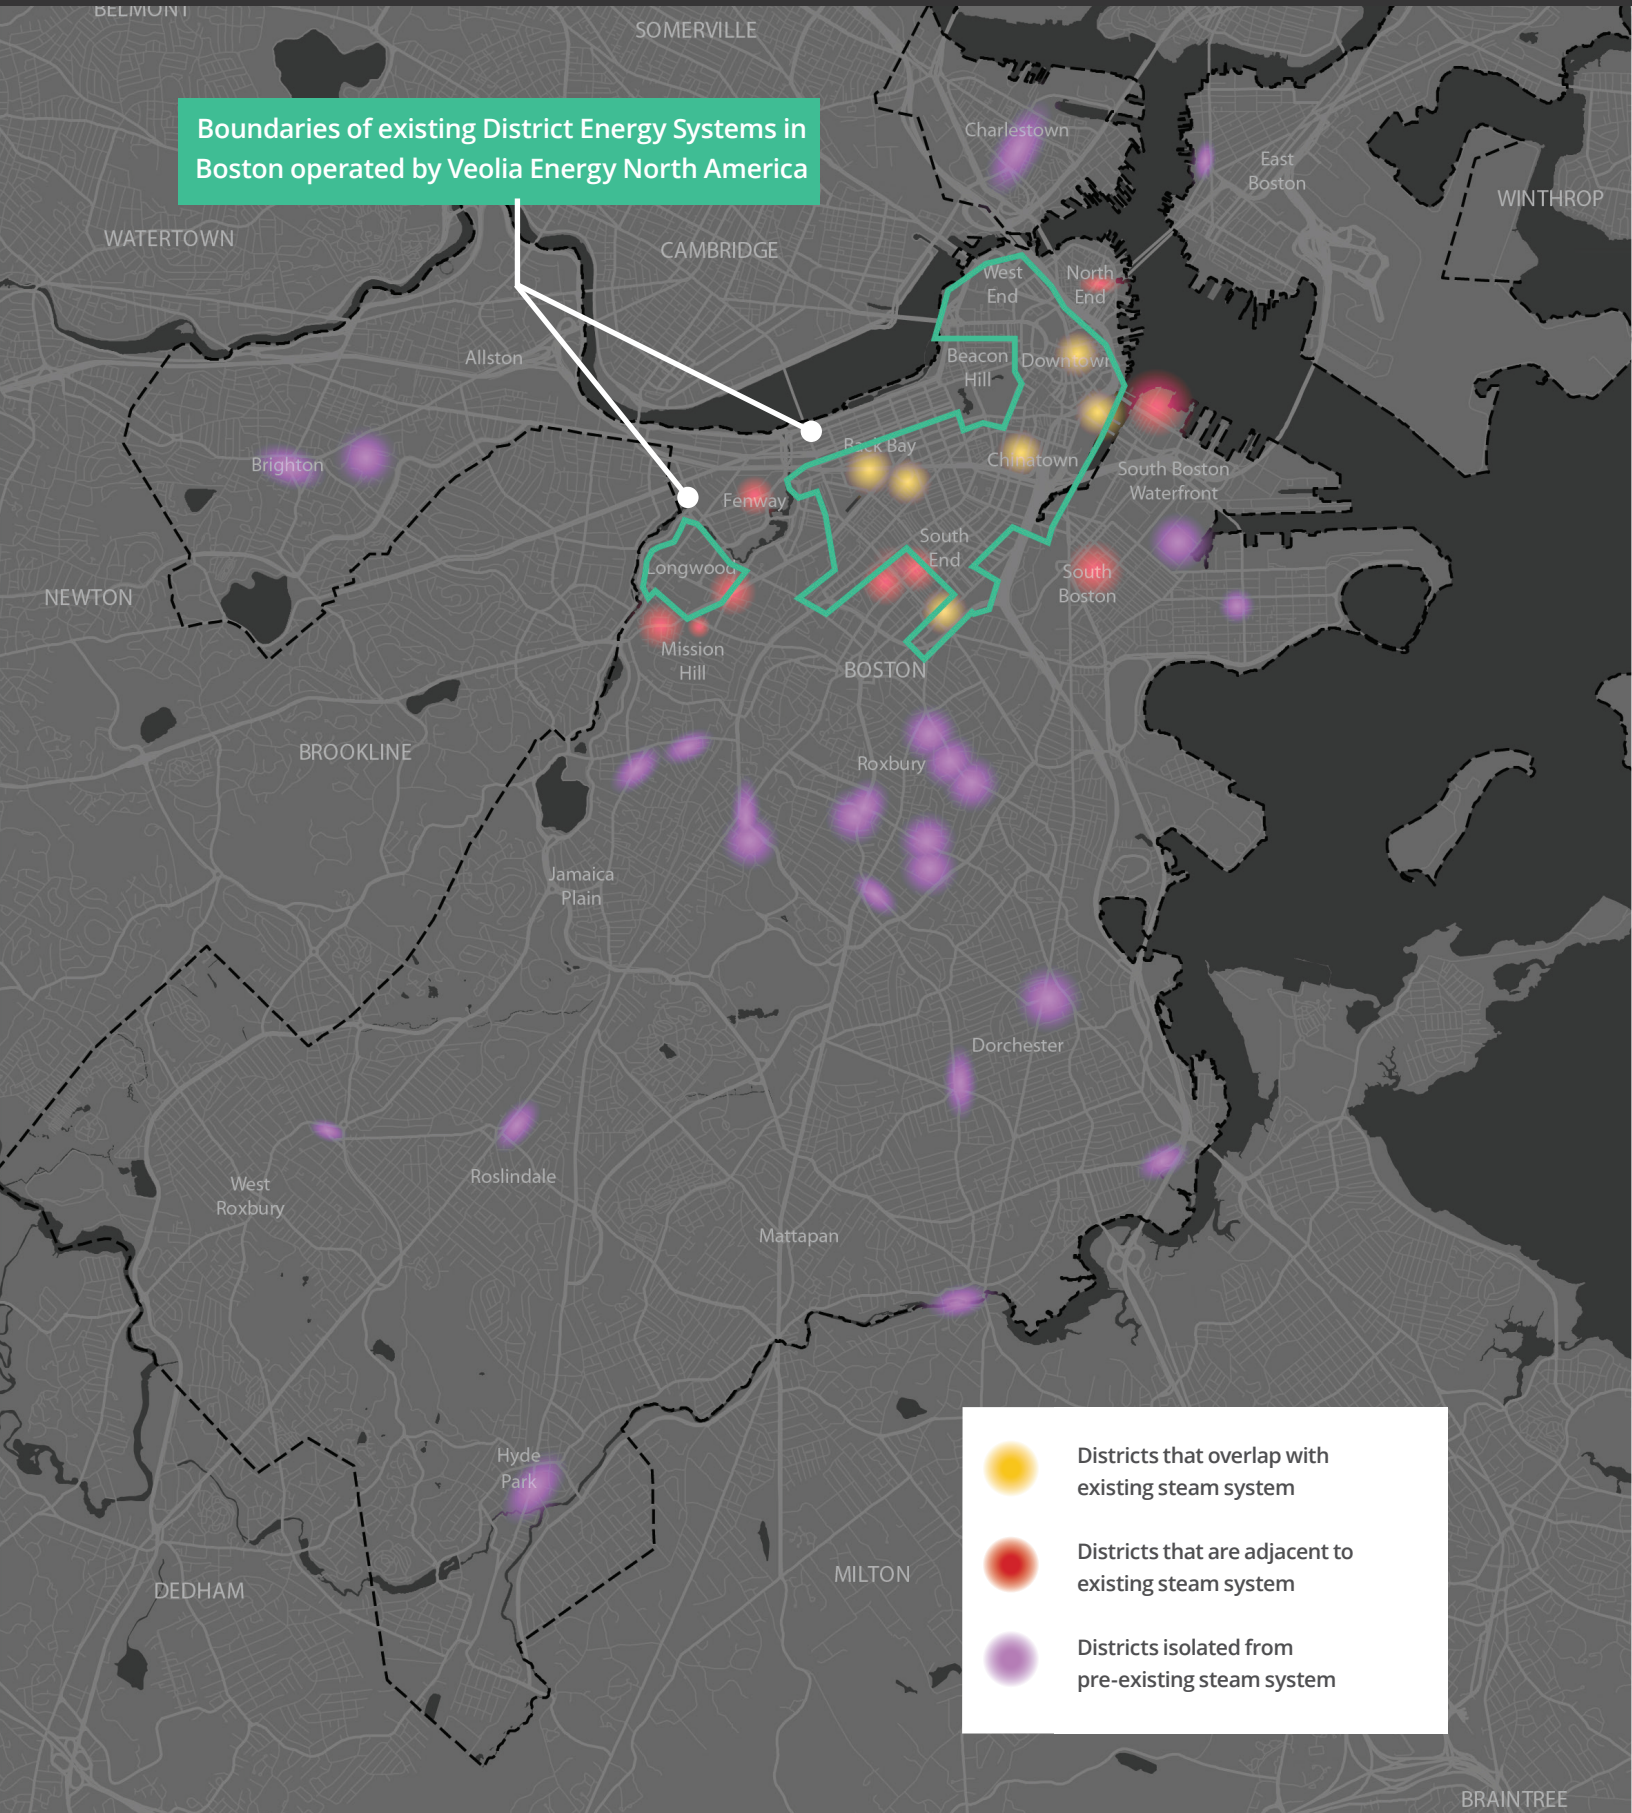 BELMONT
SOMERVILLE
Boundaries of existing District Energy Systems in
Boston operated by Veolia Energy North America
Charlestown
East
Boston
WINTHROP
WATERTOWN
CAMBRIDGE
West
End
North
End
Allston
Beacon
Hill
Downtown
Back Bay
Chinatown
Brighton
South Boston
Waterfront
Fenway
South
End
Longwood
South
Boston
NEWTON
Mission
Hill
BOSTON
BROOKLINE
Roxbury
Jamaica
Plain
Dorchester
West
Roxbury
Roslindale
Mattapan
Hyde
Park
Districts that overlap with
existing steam system
Districts that are adjacent to
existing steam system
Districts isolated from
pre-existing steam system
MILTON
DEDHAM
BRAINTREE